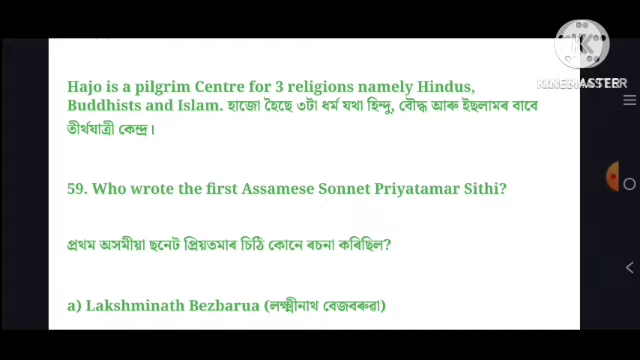 KINEMASTER
Hajo is a pilgrim Centre for 3 religions namely Hindus,
Buddhists and Islam. হাজো হৈছে ৩টা ধৰ্ম যথা হিন্দু, বৌদ্ধ আৰু ইছলামৰ বাবে
তীৰ্থযাত্ৰী কেন্দ্ৰ।
59. Who wrote the first Assamese Sonnet Priyatamar Sithi?
প্ৰথম অসমীয়া ছনেট প্ৰিয়তমাৰ চিঠি কোনে ৰচনা কৰিছিল?
a) Lakshminath Bezbarua (লক্ষ্মীনাথ বেজবৰুৱা)